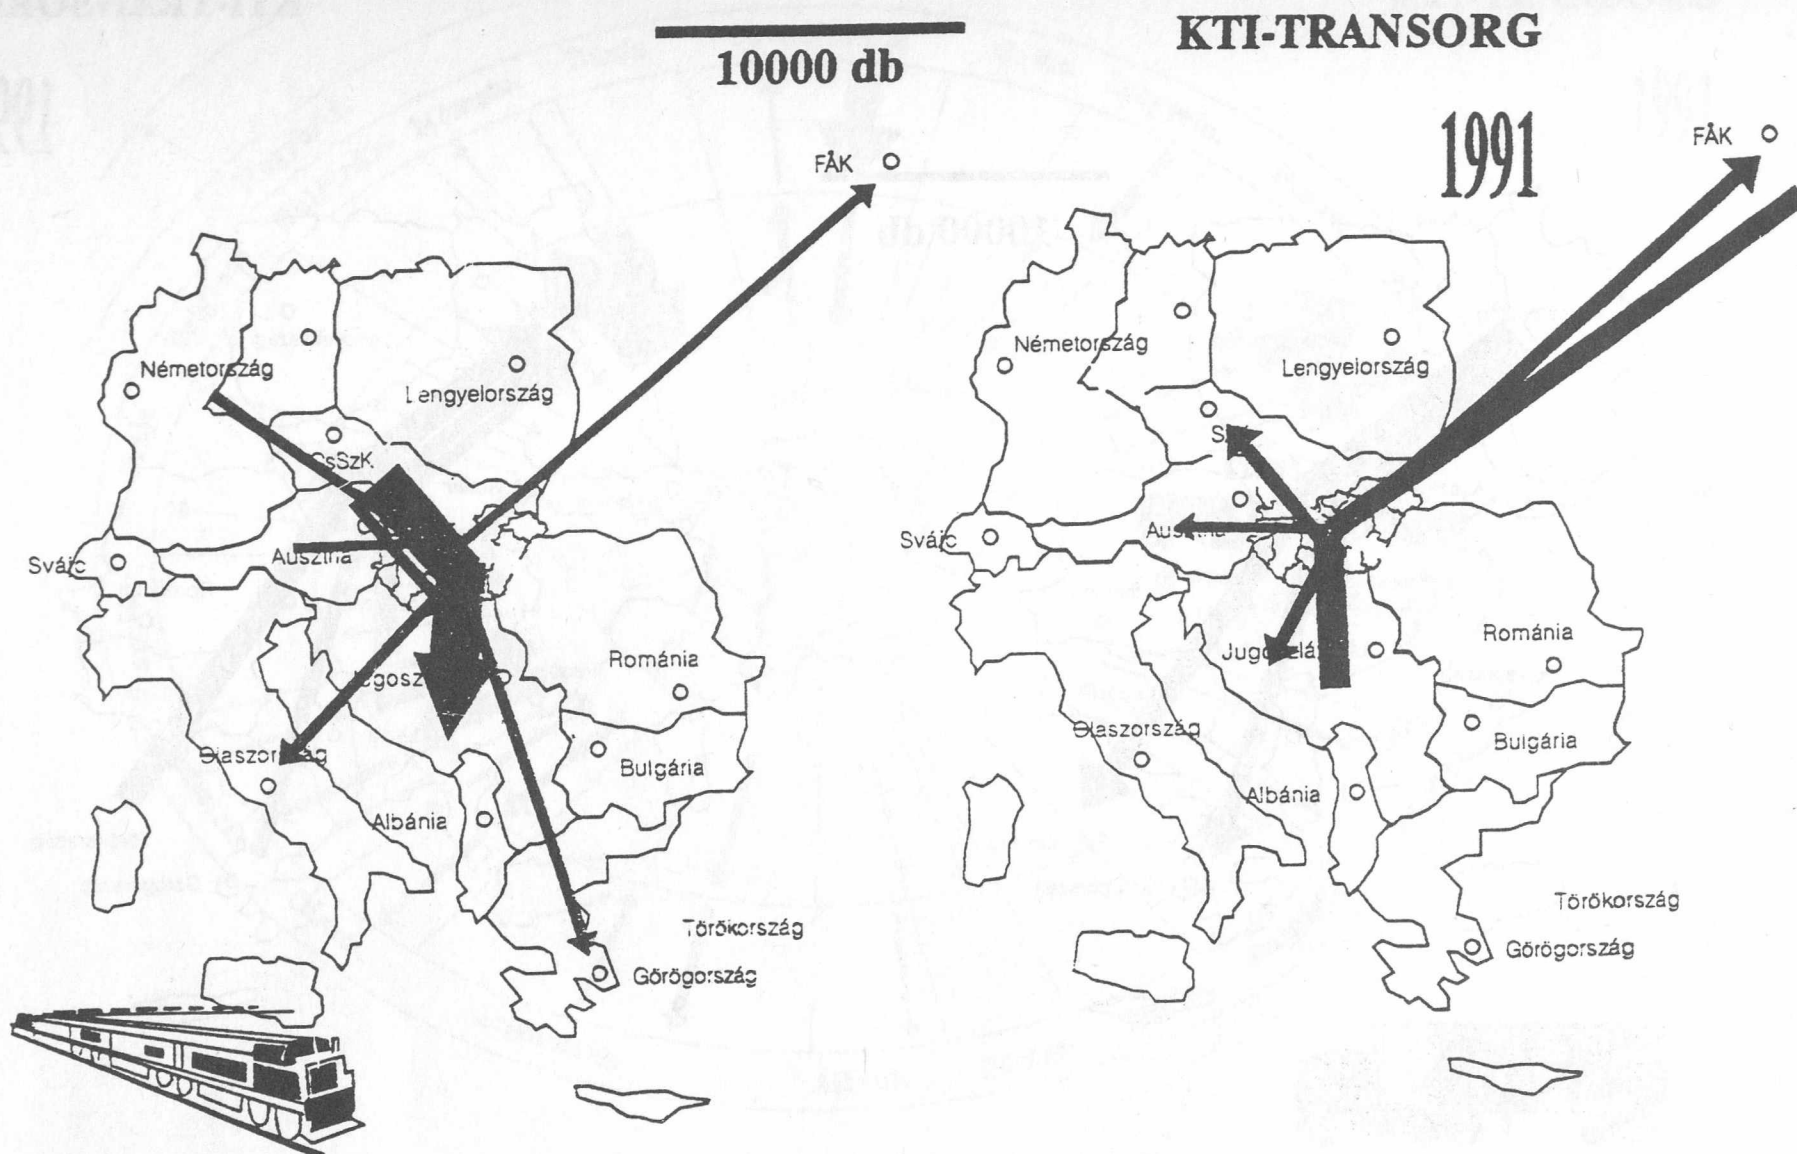 KTI-TRANSORG
10000 db
1991
FÅK
Németország
Lengyelország
CsSzK
Svájc
Ausztria
Románia
Olaszország
Bulgária
Albánia
Törökország
Görögország
FÅK
Németország
Lengyelország
Svájc
Románia
Olaszország
Bulgária
Albánia
Törökország
Görögország